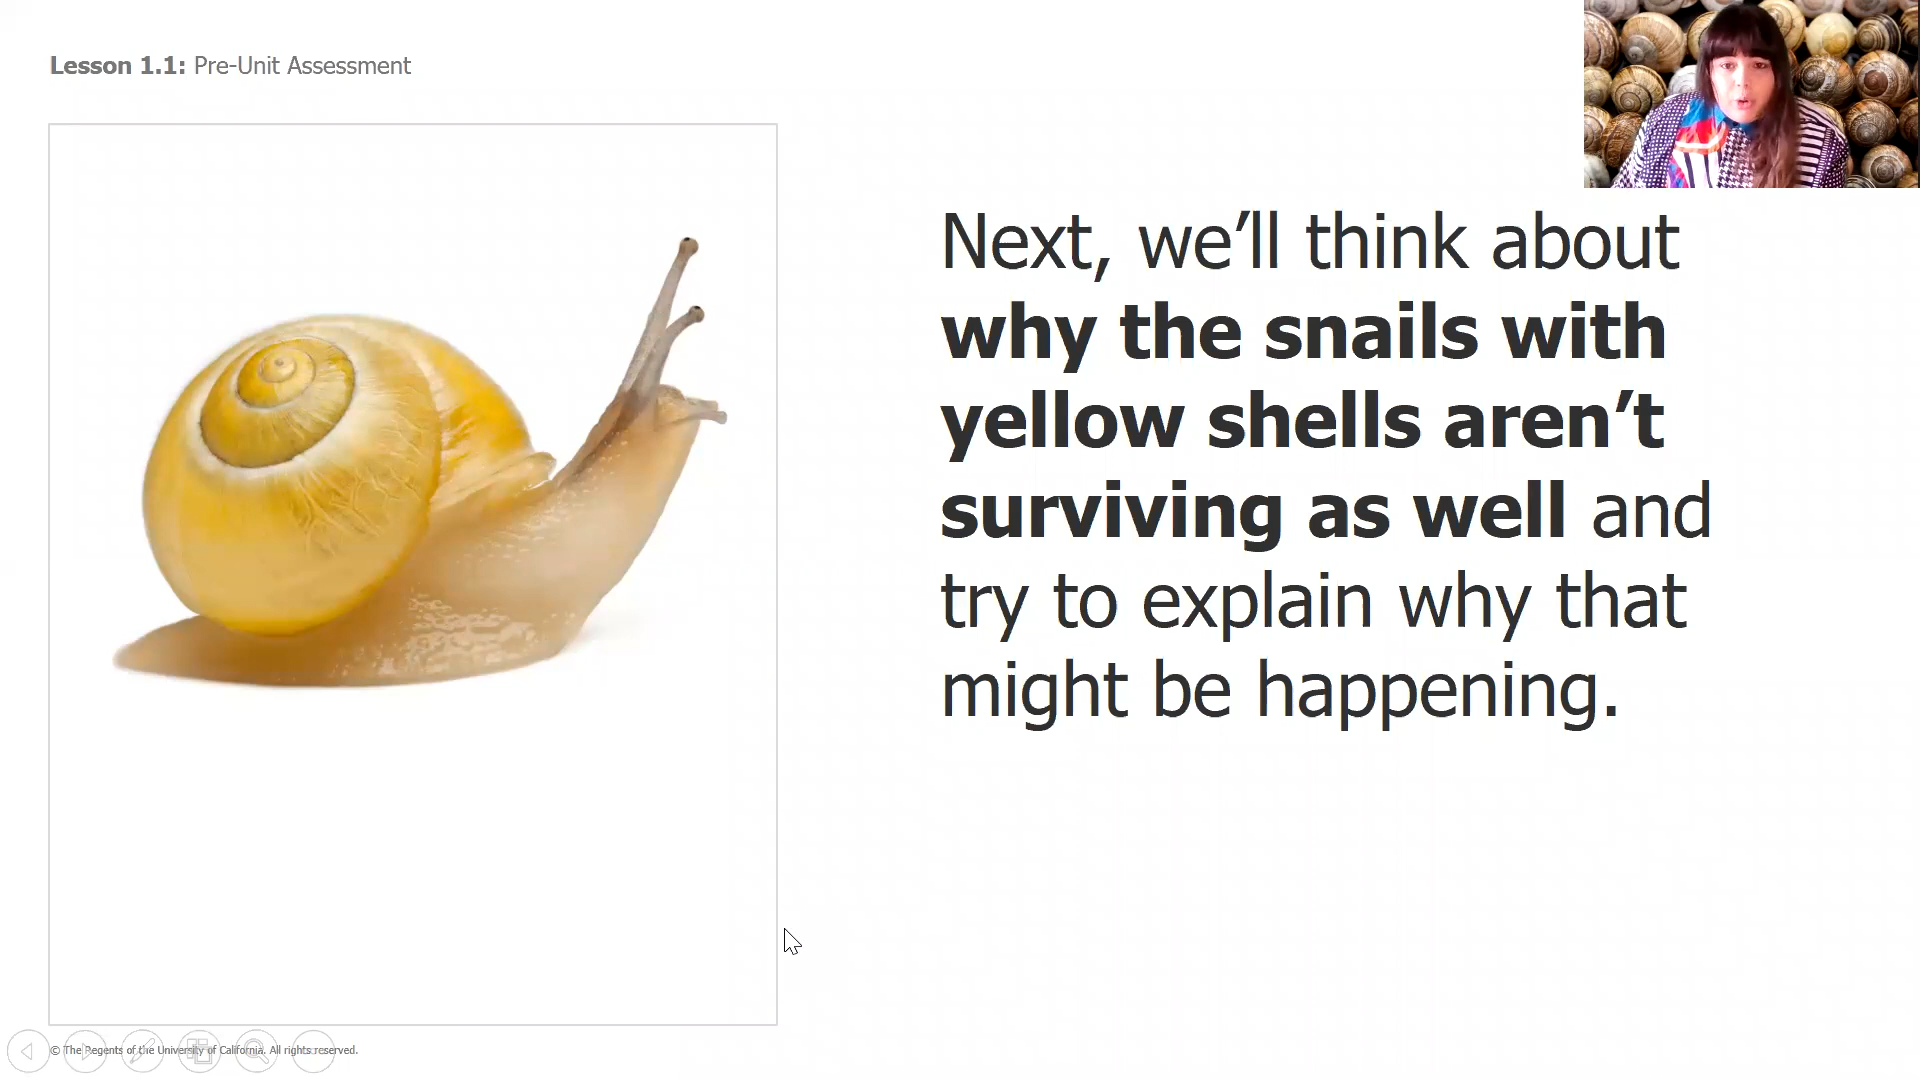 Lesson 1.1: Pre-Unit Assessment
Next, we’ll think about
why the snails with
yellow shells aren’t
surviving as well and
try to explain why that
might be happening.
© The Regents of the University of California. All rights reserved.